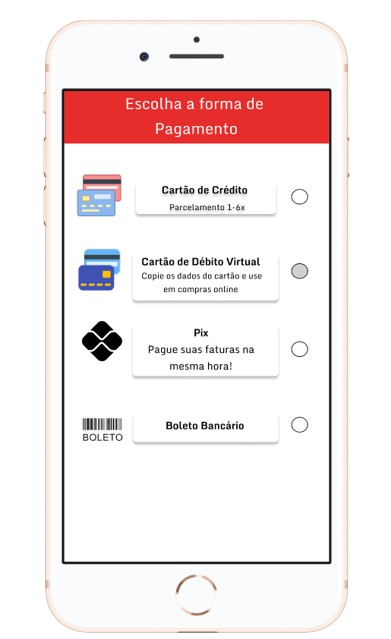 Escolha a forma de
Pagamento
Cartão de Crédito
Parcelamento 1-6x
Cartão de Débito Virtual
Copie os dados do cartão e use
em compras online
Pix
Pague suas faturas na
mesma hora!
BOLETO
Boleto Bancário